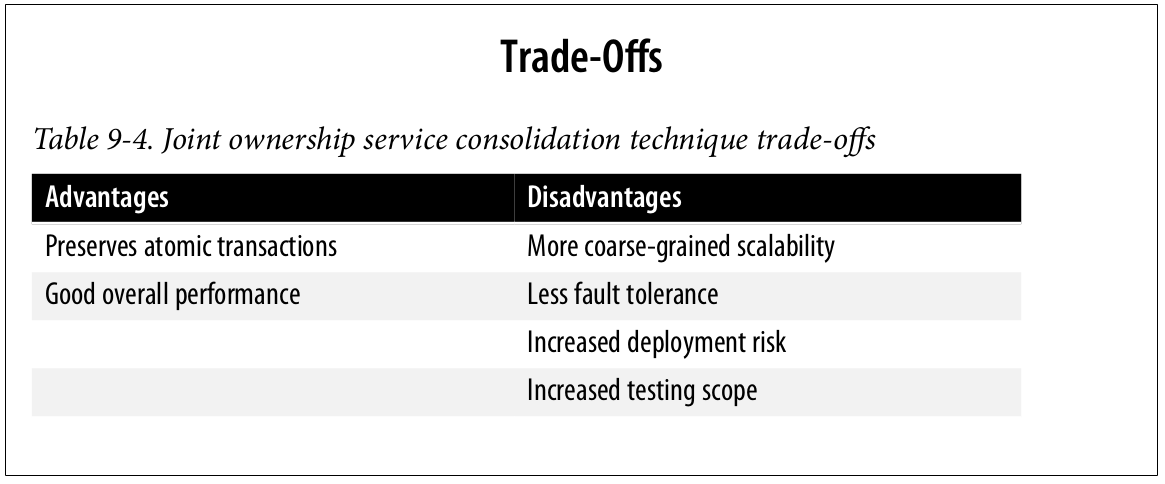 Trade-Offs
Table 9-4. Joint ownership service consolidation technique trade-offs
Advantages Disadvantages
Preserves atomic transactions More coarse-grained scalability
Good overall performance Less fault tolerance
Increased deployment risk
Increased testing scope